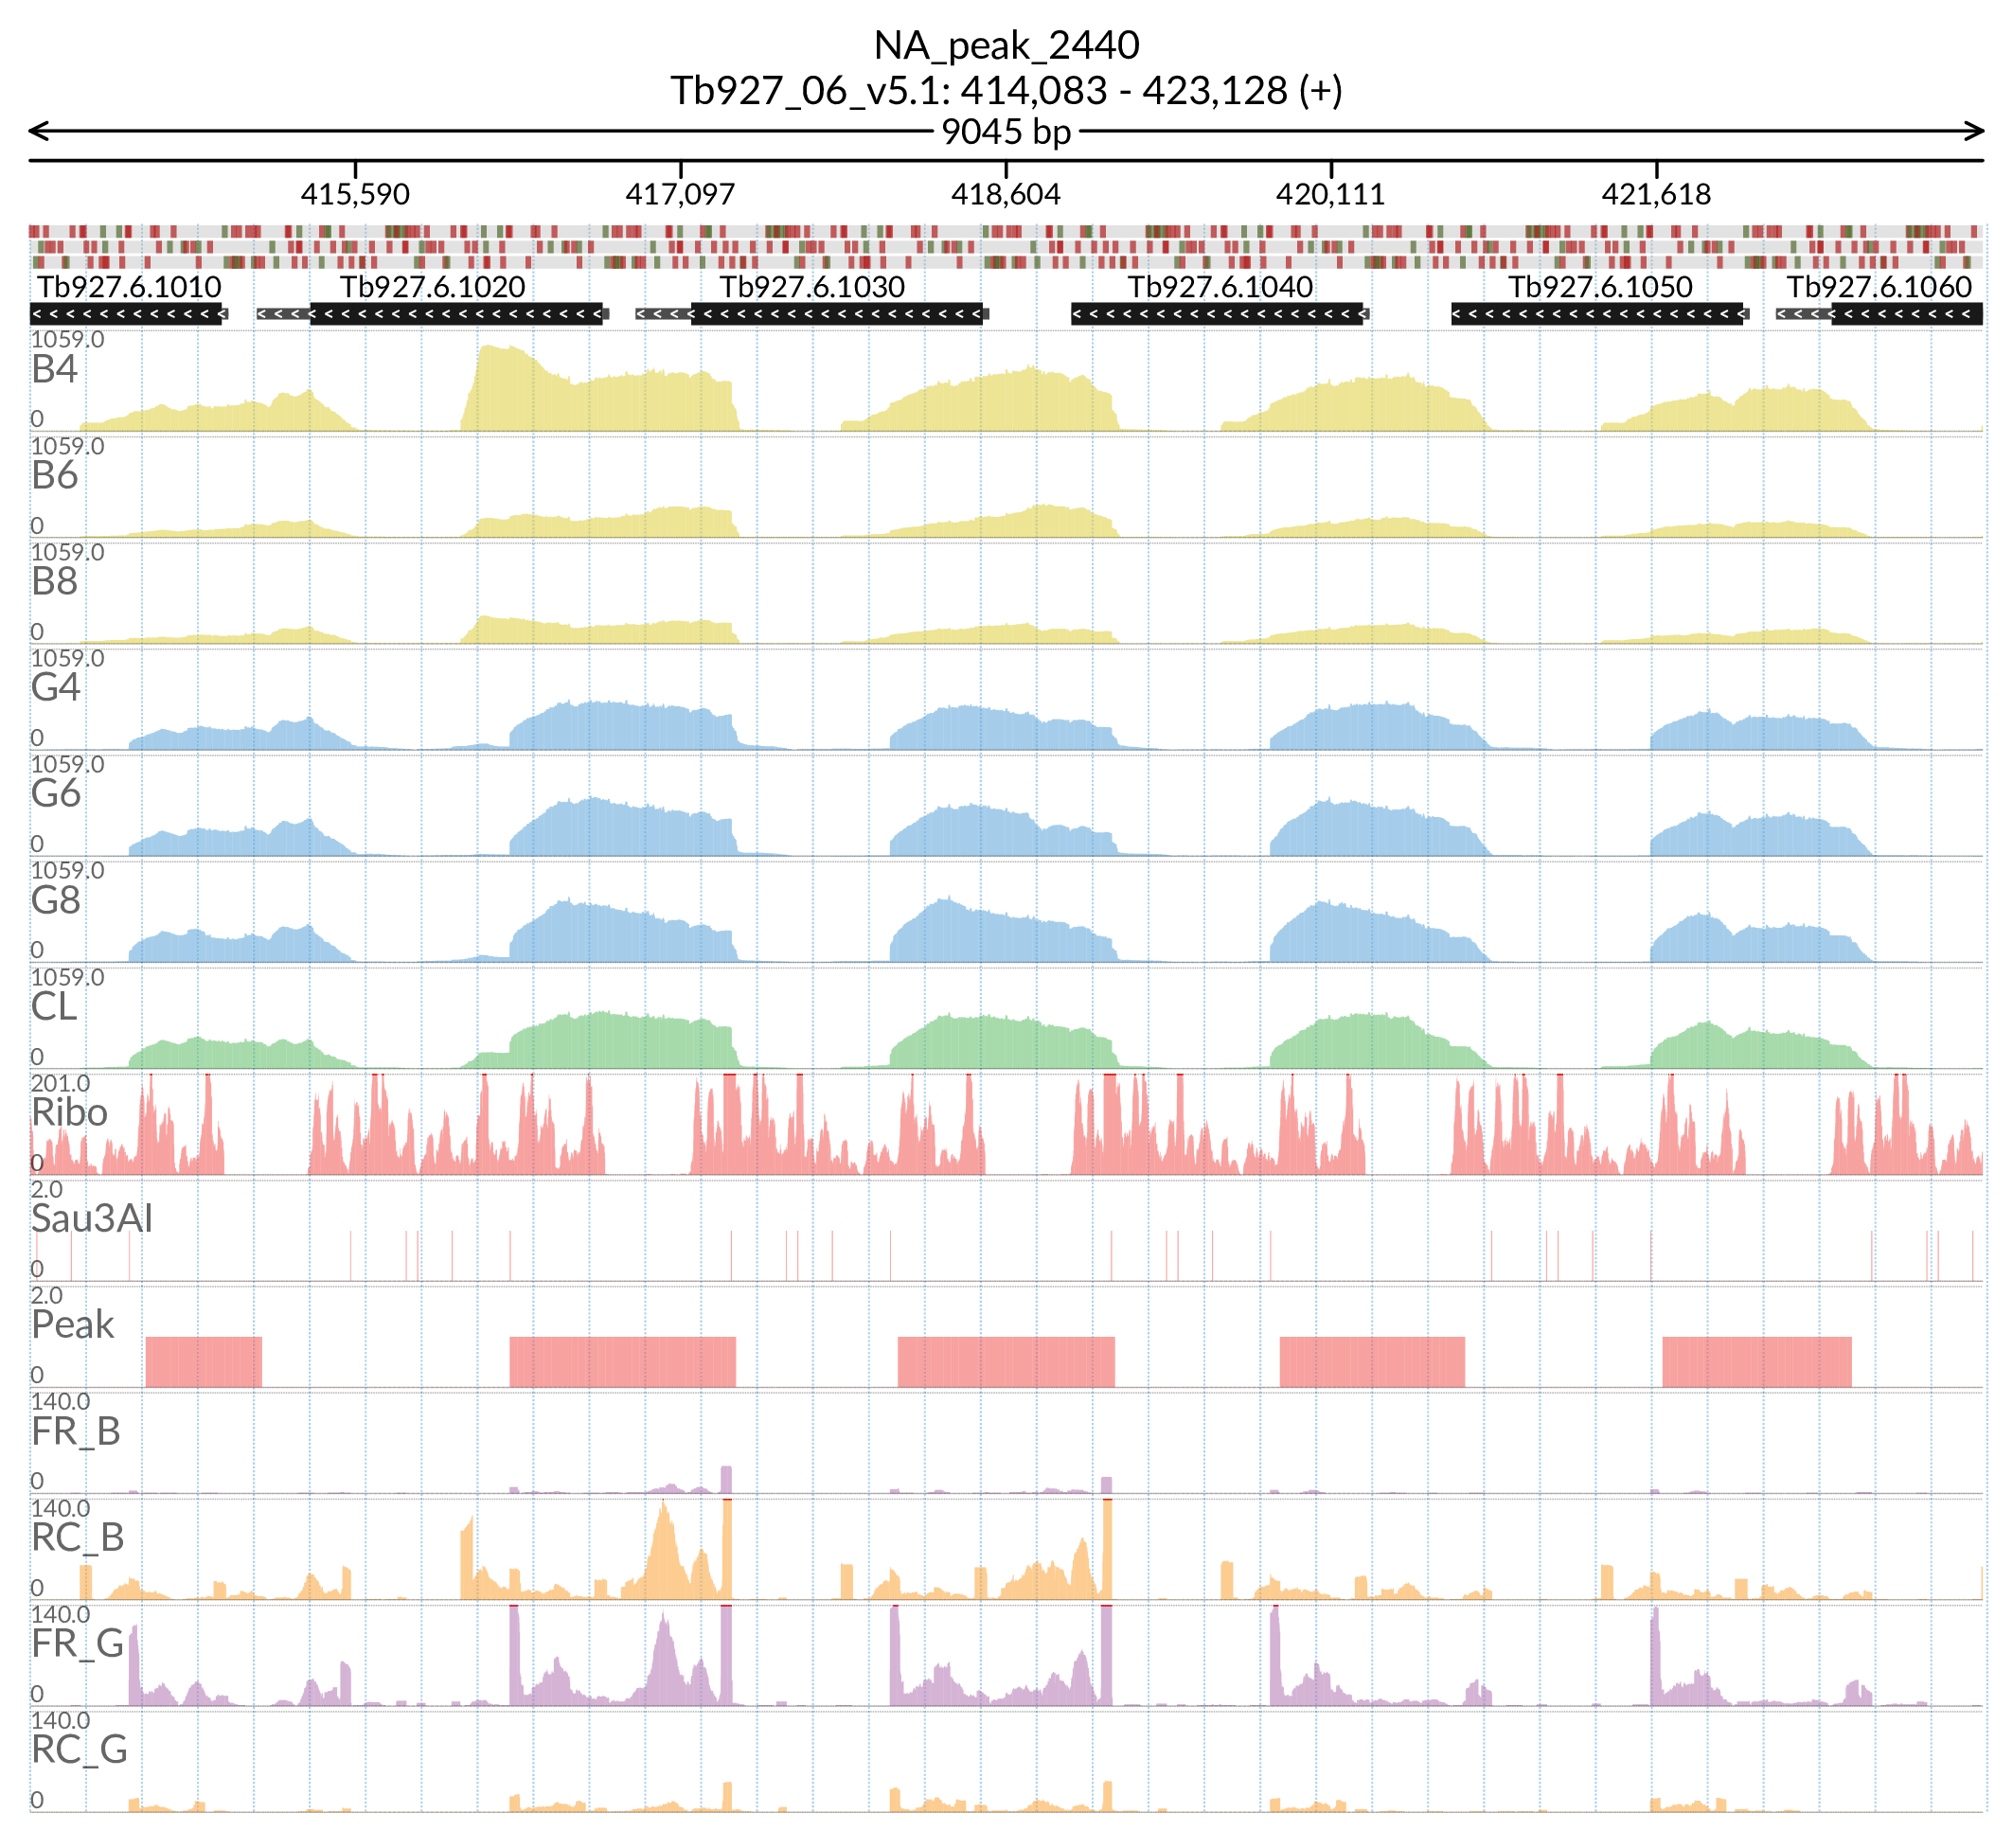 NA_peak_2440
Tb927_06_v5.1: 414,083 - 423,128 (+)
9045 bp
415,590 417,097 418,604 420,111 421,618
Tb927.6.1010 Tb927.6.1020 Tb927.6.1030 Tb927.6.1040 Tb927.6.1050 Tb927.6.1060
1059.0
B4
0
1059.0
B6
0
1059.0
B8
0
1059.0
G4
0
1059.0
G6
0
1059.0
G8
0
1059.0
CL
0
201.0
Ribo
0
2.0
Sau3AI
0
2.0
Peak
0
140.0
FR_B
0
140.0
RC_B
0
140.0
FR_G
0
140.0
RC_G
0